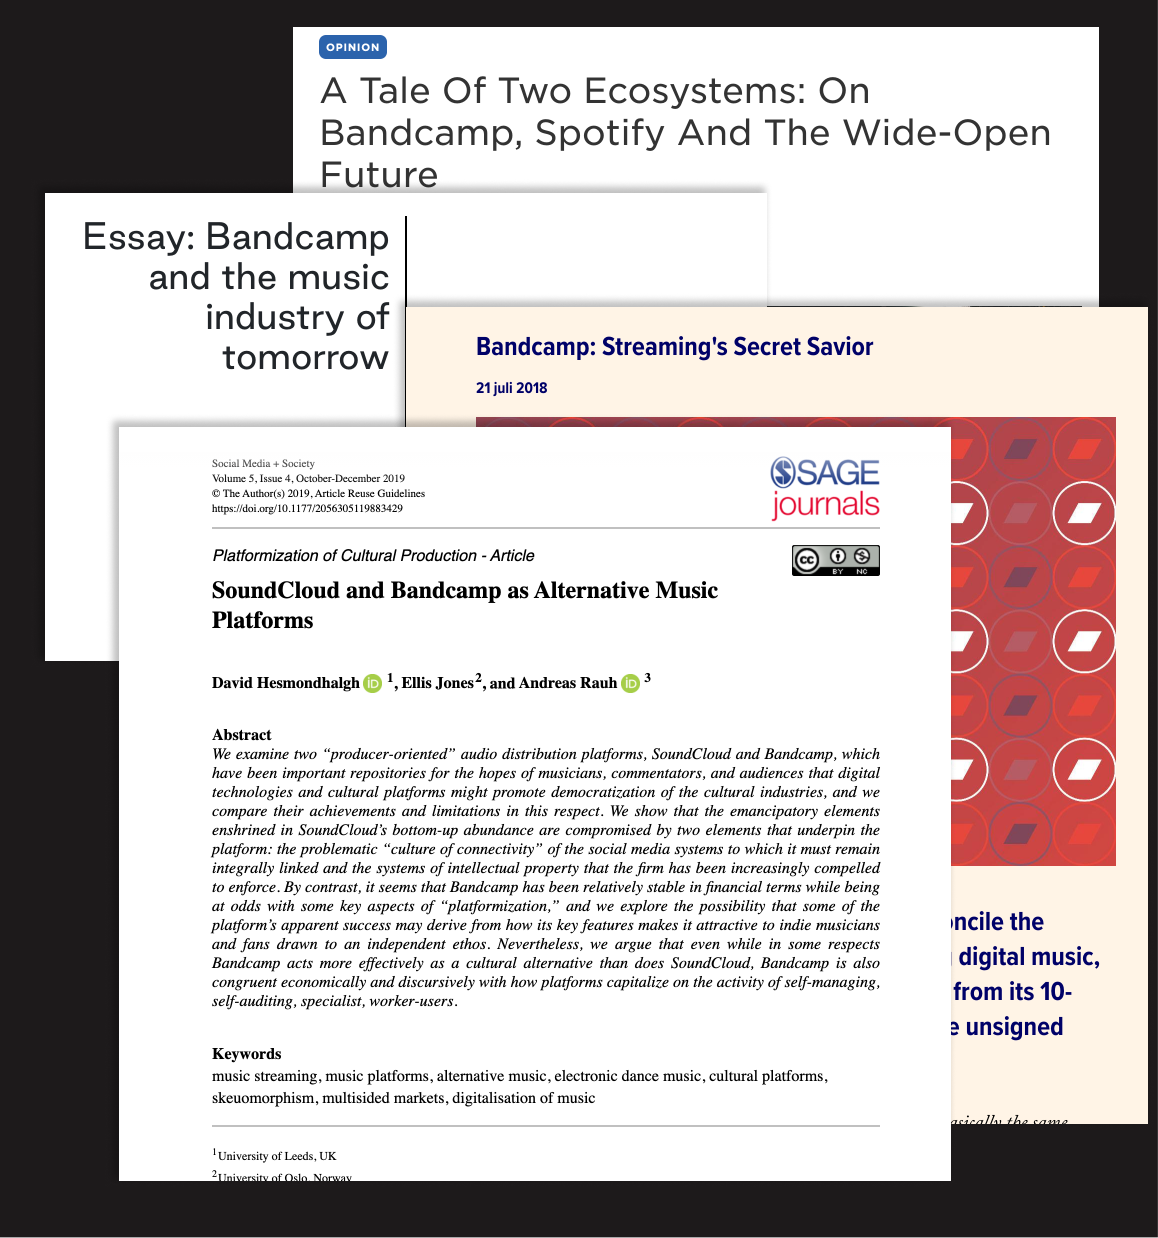 OPINION
A Tale Of Two Ecosystems: On
Bandcamp, Spotify And The Wide-Open
Future
Essay: Bandcamp
and the music
industry of
tomorrow
Bandcamp: Streaming's Secret Savior
21 juli 2018
Social Media + Society
Volume 5, Issue 4, October-December 2019
© The Author(s) 2019, Article Reuse Guidelines
https://doi.org/10.1177/2056305119883429
SAGE
journals
Platformization of Cultural Production - Article
cc BY NC
SoundCloud and Bandcamp as Alternative Music
Platforms
David Hesmondhalgh iD 1, Ellis Jones2, and Andreas Rauh iD 3
Abstract
We examine two “producer-oriented” audio distribution platforms, SoundCloud and Bandcamp, which
have been important repositories for the hopes of musicians, commentators, and audiences that digital
technologies and cultural platforms might promote democratization of the cultural industries, and we
compare their achievements and limitations in this respect. We show that the emancipatory elements
enshrined in SoundCloud’s bottom-up abundance are compromised by two elements that underpin the
platform: the problematic “culture of connectivity” of the social media systems to which it must remain
integrally linked and the systems of intellectual property that the firm has been increasingly compelled
to enforce. By contrast, it seems that Bandcamp has been relatively stable in financial terms while being
at odds with some key aspects of “platformization,” and we explore the possibility that some of the
platform’s apparent success may derive from how its key features makes it attractive to indie musicians
and fans drawn to an independent ethos. Nevertheless, we argue that even while in some respects
Bandcamp acts more effectively as a cultural alternative than does SoundCloud, Bandcamp is also
congruent economically and discursively with how platforms capitalize on the activity of self-managing,
self-auditing, specialist, worker-users.
Keywords
music streaming, music platforms, alternative music, electronic dance music, cultural platforms,
skeuomorphism, multisided markets, digitalisation of music
1University of Leeds, UK
2University of Oslo, Norway
ncile the
digital music,
from its 10-
e unsigned
asically the same